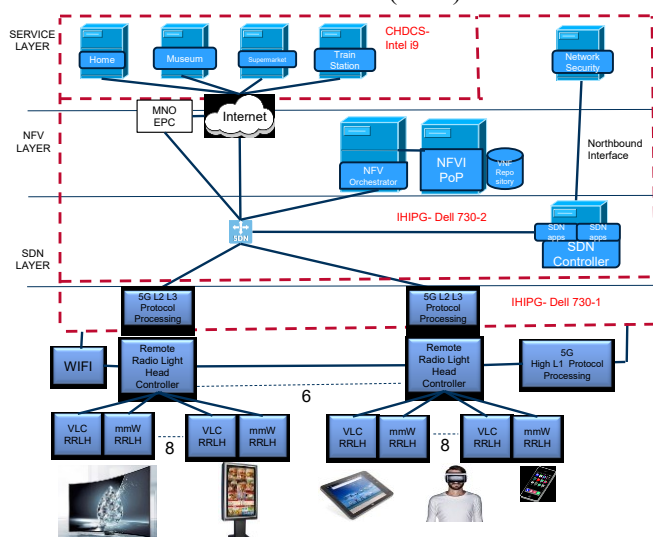 SERVICE
LAYER
Home
Museum
Supermarket
Train
Station
CHDCS-
Intel i9
Network
Security
MNO
EPC
Internet
NFV
LAYER
NFV
Orchestrator
NFVI
PoP
VNF
Repo
sitory
Northbound
Interface
IHIPG- Dell 730-2
SDN
SDN
apps
SDN
apps
SDN
Controller
SDN
LAYER
5G L2 L3
Protocol
Processing
5G L2 L3
Protocol
Processing
IHIPG- Dell 730-1
WIFI
Remote
Radio Light
Head
Controller
6
Remote
Radio Light
Head
Controller
5G
High L1 Protocol
Processing
VLC
RRLH
mmW
RRLH
8
VLC
RRLH
mmW
RRLH
VLC
RRLH
mmW
RRLH
8
VLC
RRLH
mmW
RRLH